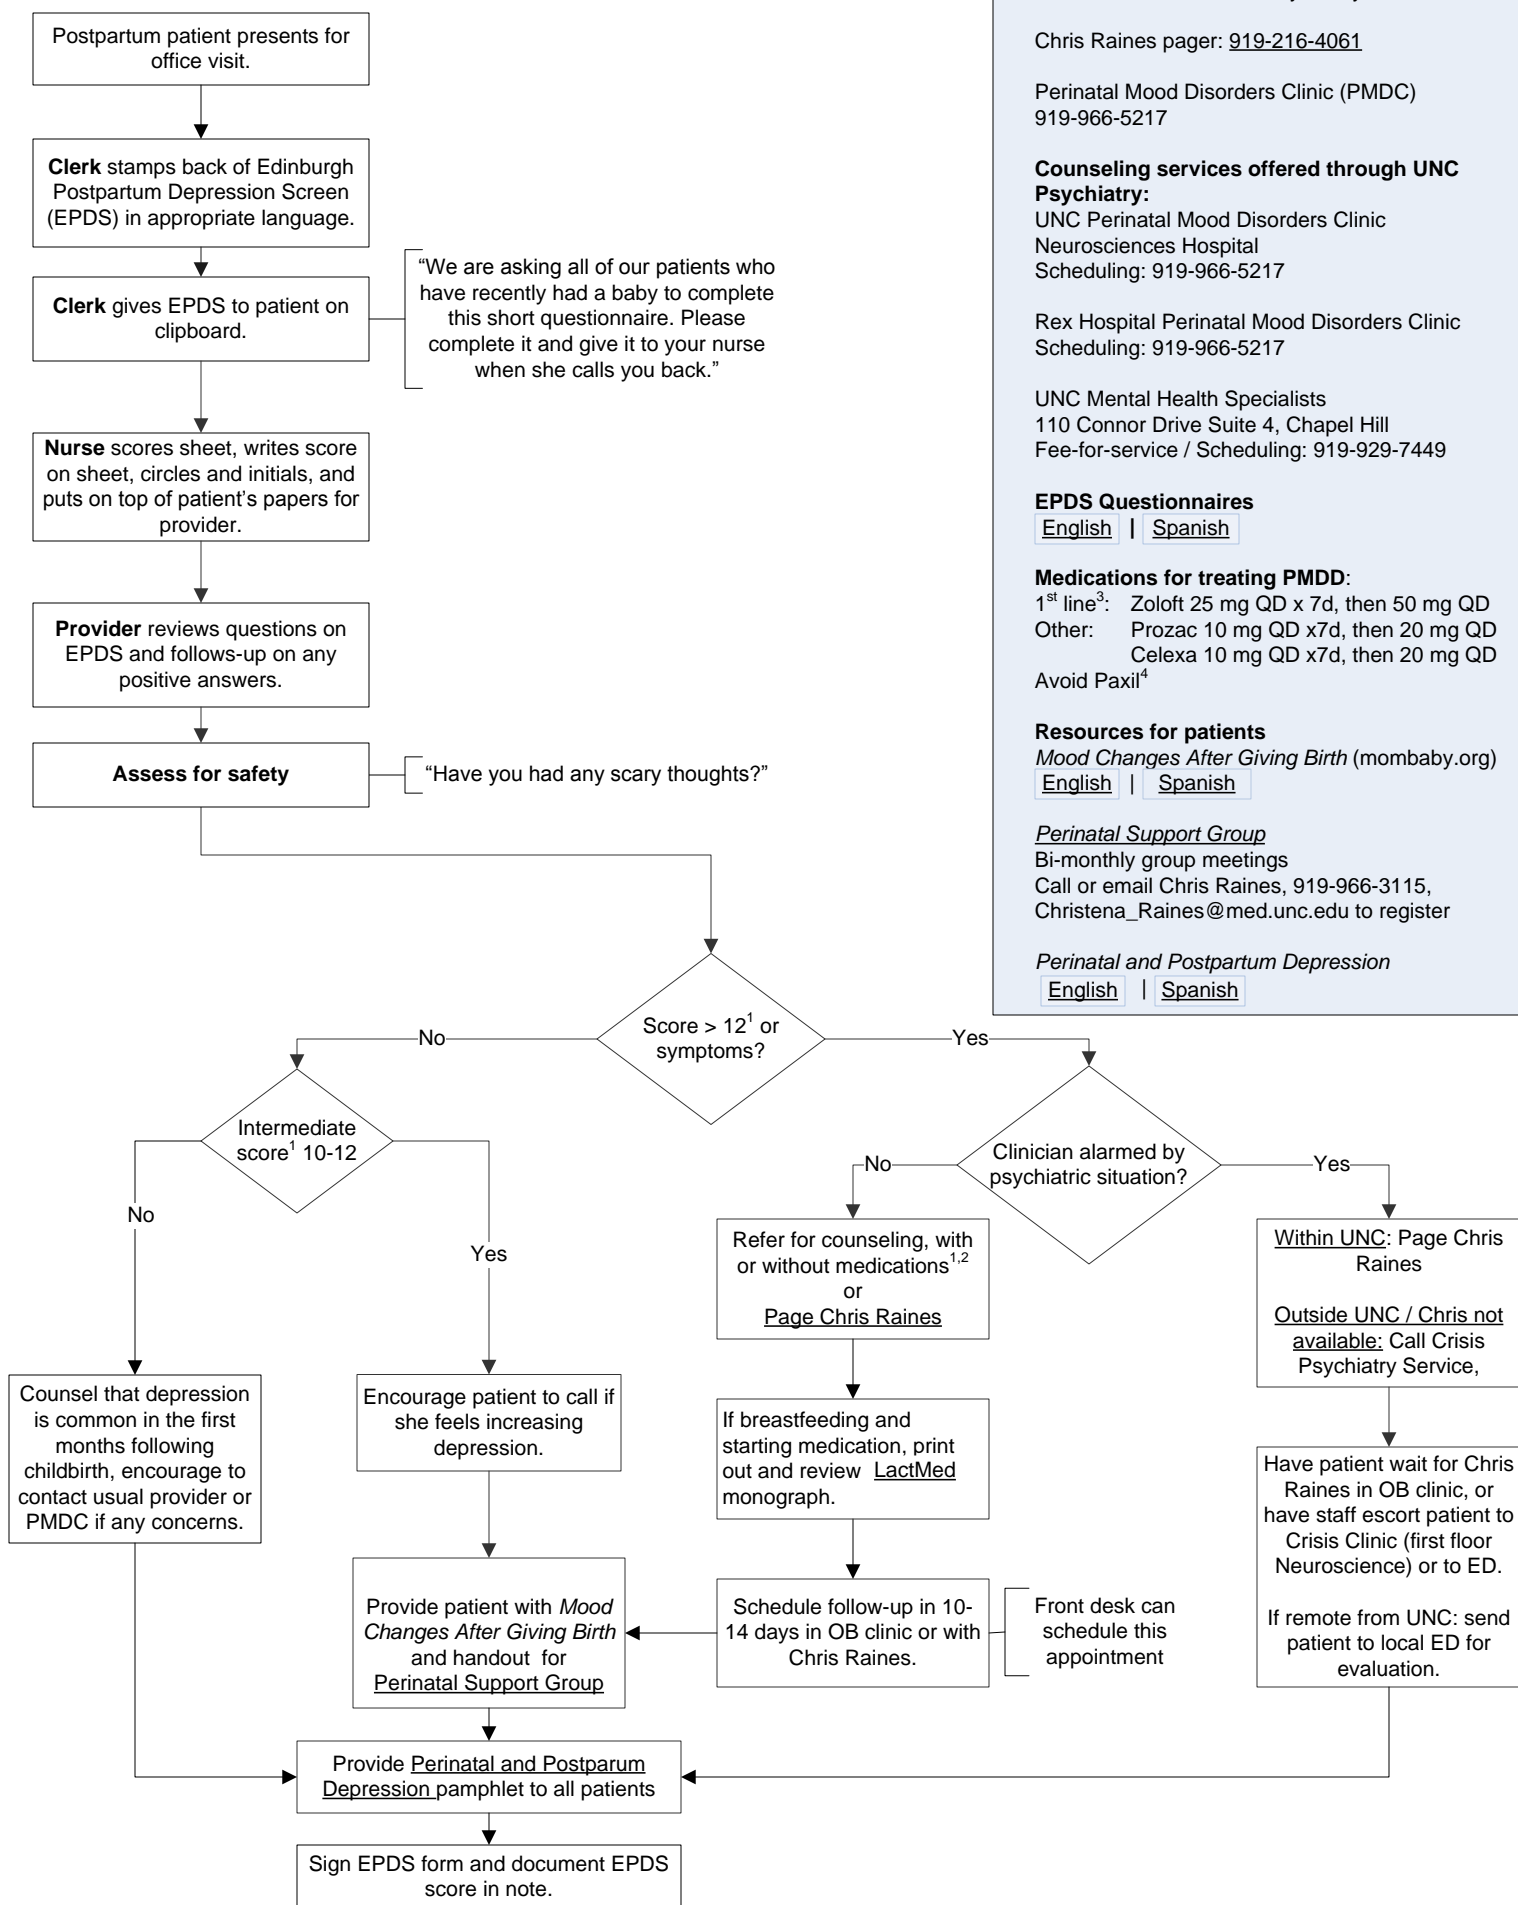 Postpartum patient presents for
office visit.
Clerk stamps back of Edinburgh
Postpartum Depression Screen
(EPDS) in appropriate language.
Clerk gives EPDS to patient on
clipboard.
“We are asking all of our patients who
have recently had a baby to complete
this short questionnaire. Please
complete it and give it to your nurse
when she calls you back.”
Nurse scores sheet, writes score
on sheet, circles and initials, and
puts on top of patient’s papers for
provider.
Provider reviews questions on
EPDS and follows-up on any
positive answers.
Assess for safety
“Have you had any scary thoughts?”
Chris Raines pager: 919-216-4061
Perinatal Mood Disorders Clinic (PMDC)
919-966-5217
Counseling services offered through UNC
Psychiatry:
UNC Perinatal Mood Disorders Clinic
Neurosciences Hospital
Scheduling: 919-966-5217
Rex Hospital Perinatal Mood Disorders Clinic
Scheduling: 919-966-5217
UNC Mental Health Specialists
110 Connor Drive Suite 4, Chapel Hill
Fee-for-service / Scheduling: 919-929-7449
EPDS Questionnaires
English | Spanish
Medications for treating PMDD:
1st line3: Zoloft 25 mg QD x 7d, then 50 mg QD
Other: Prozac 10 mg QD x7d, then 20 mg QD
Celexa 10 mg QD x7d, then 20 mg QD
Avoid Paxil4
Resources for patients
Mood Changes After Giving Birth (mombaby.org)
English | Spanish
Perinatal Support Group
Bi-monthly group meetings
Call or email Chris Raines, 919-966-3115,
Christena_Raines@med.unc.edu to register
Perinatal and Postpartum Depression
English | Spanish
Score > 121 or
symptoms?
No
Yes
Intermediate
score1 10-12
No
Yes
Clinician alarmed by
psychiatric situation?
No
Yes
Counsel that depression
is common in the first
months following
childbirth, encourage to
contact usual provider or
PMDC if any concerns.
Encourage patient to call if
she feels increasing
depression.
Provide patient with Mood
Changes After Giving Birth
and handout for
Perinatal Support Group
Refer for counseling, with
or without medications1,2
or
Page Chris Raines
If breastfeeding and
starting medication, print
out and review LactMed
monograph.
Schedule follow-up in 10-
14 days in OB clinic or with
Chris Raines.
Front desk can
schedule this
appointment
Within UNC: Page Chris
Raines
Outside UNC / Chris not
available: Call Crisis
Psychiatry Service,
Have patient wait for Chris
Raines in OB clinic, or
have staff escort patient to
Crisis Clinic (first floor
Neuroscience) or to ED.
If remote from UNC: send
patient to local ED for
evaluation.
Provide Perinatal and Postparum
Depression pamphlet to all patients
Sign EPDS form and document EPDS
score in note.